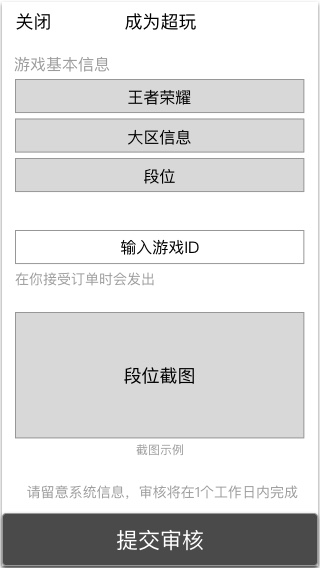 关闭 成为超玩
游戏基本信息
王者荣耀
大区信息
段位
输入游戏ID
在你接受订单时会发出
段位截图
截图示例
请留意系统信息，审核将在1个工作日内完成
提交审核